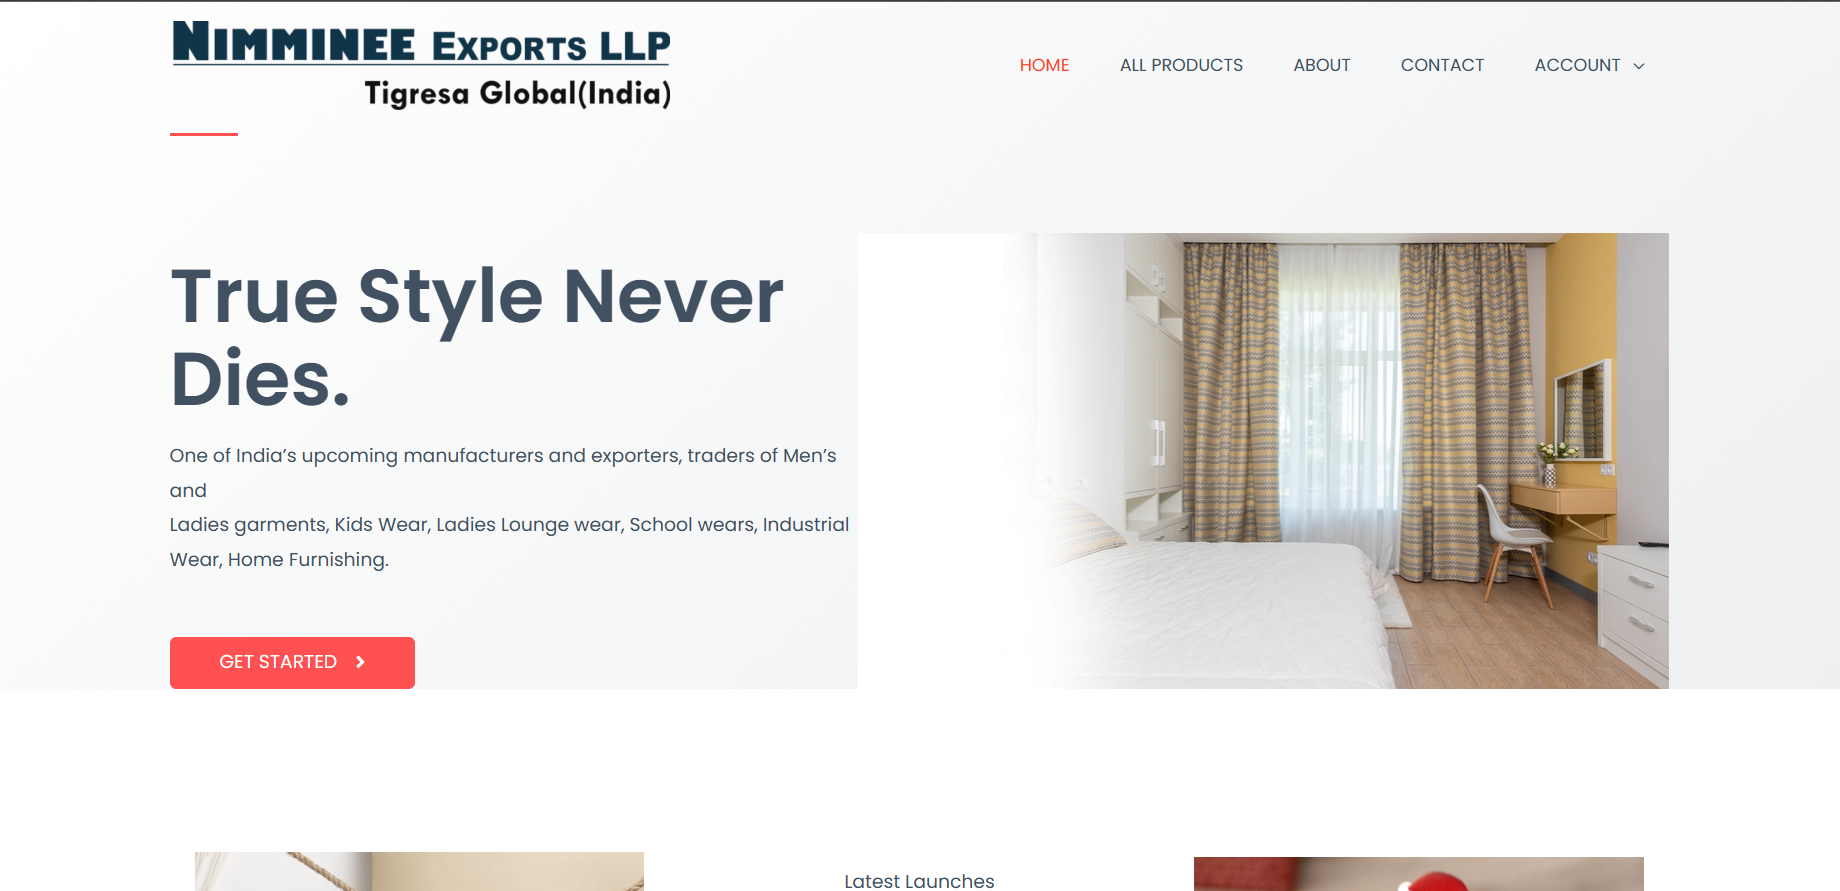 NIMMINEE EXPORTS LLP
Tigresa Global(India)
HOME
ALL PRODUCTS
ABOUT
CONTACT
ACCOUNT
True Style Never
Dies.
One of India’s upcoming manufacturers and exporters, traders of Men’s
and
Ladies garments, Kids Wear, Ladies Lounge wear, School wears, Industrial
Wear, Home Furnishing.
GET STARTED
Latest Launches